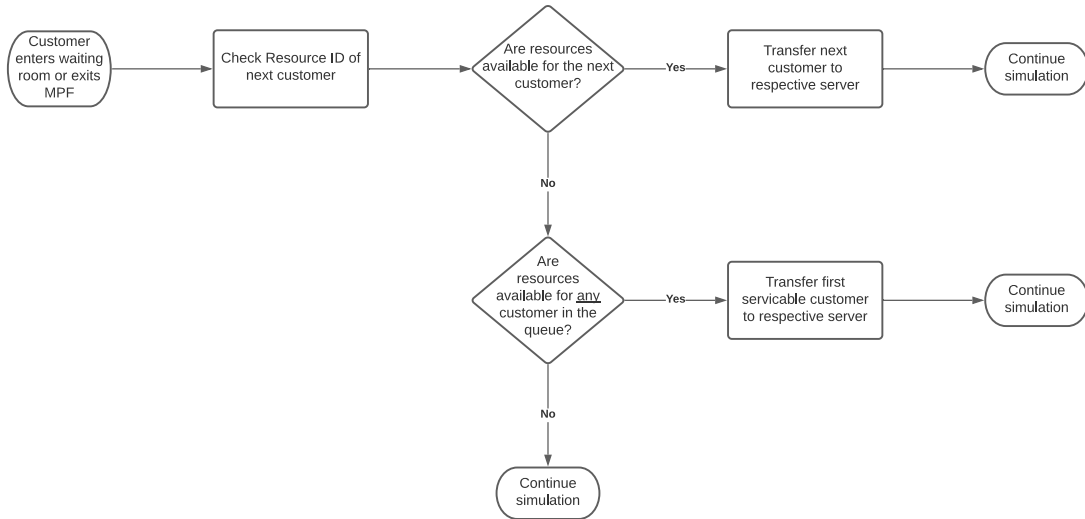 Customer
enters waiting
room or exits
MPF
Check Resource ID of
next customer
Are resources
available for the next
customer?
Yes
Transfer next
customer to
respective server
Continue
simulation
No
Are
resources
available for any
customer in the
queue?
Yes
Transfer first
servicable customer
to respective server
Continue
simulation
No
Continue
simulation